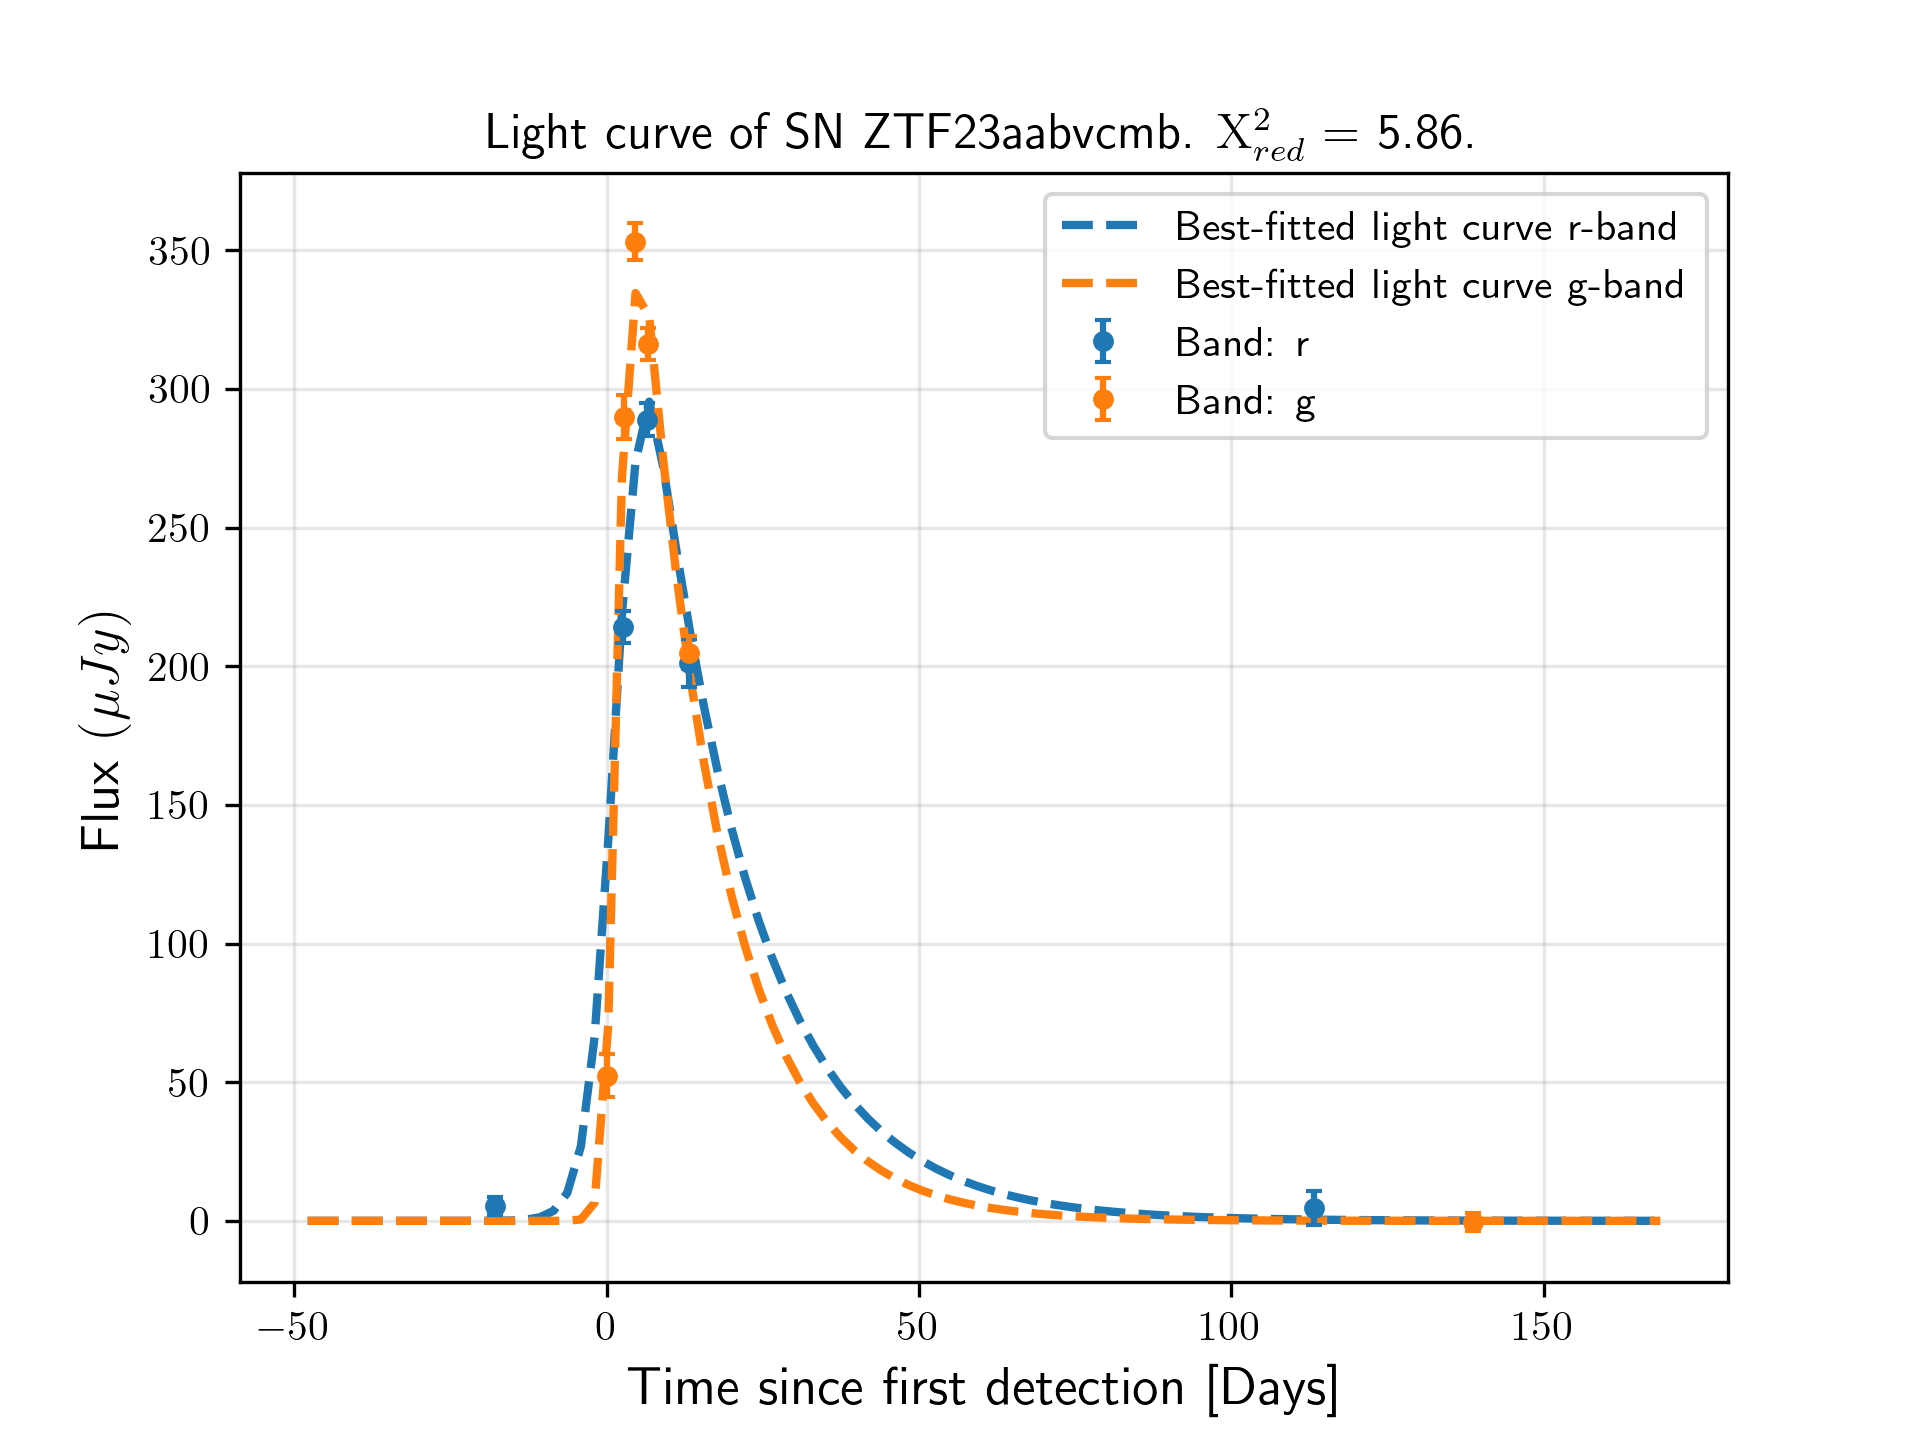 Light curve of SN ZTF23aabvcmb. X²_red = 5.86.
Best-fitted light curve r-band
Best-fitted light curve g-band
Band: r
Band: g
Flux (μJy)
350
300
250
200
150
100
50
0
−50 0 50 100 150
Time since first detection [Days]